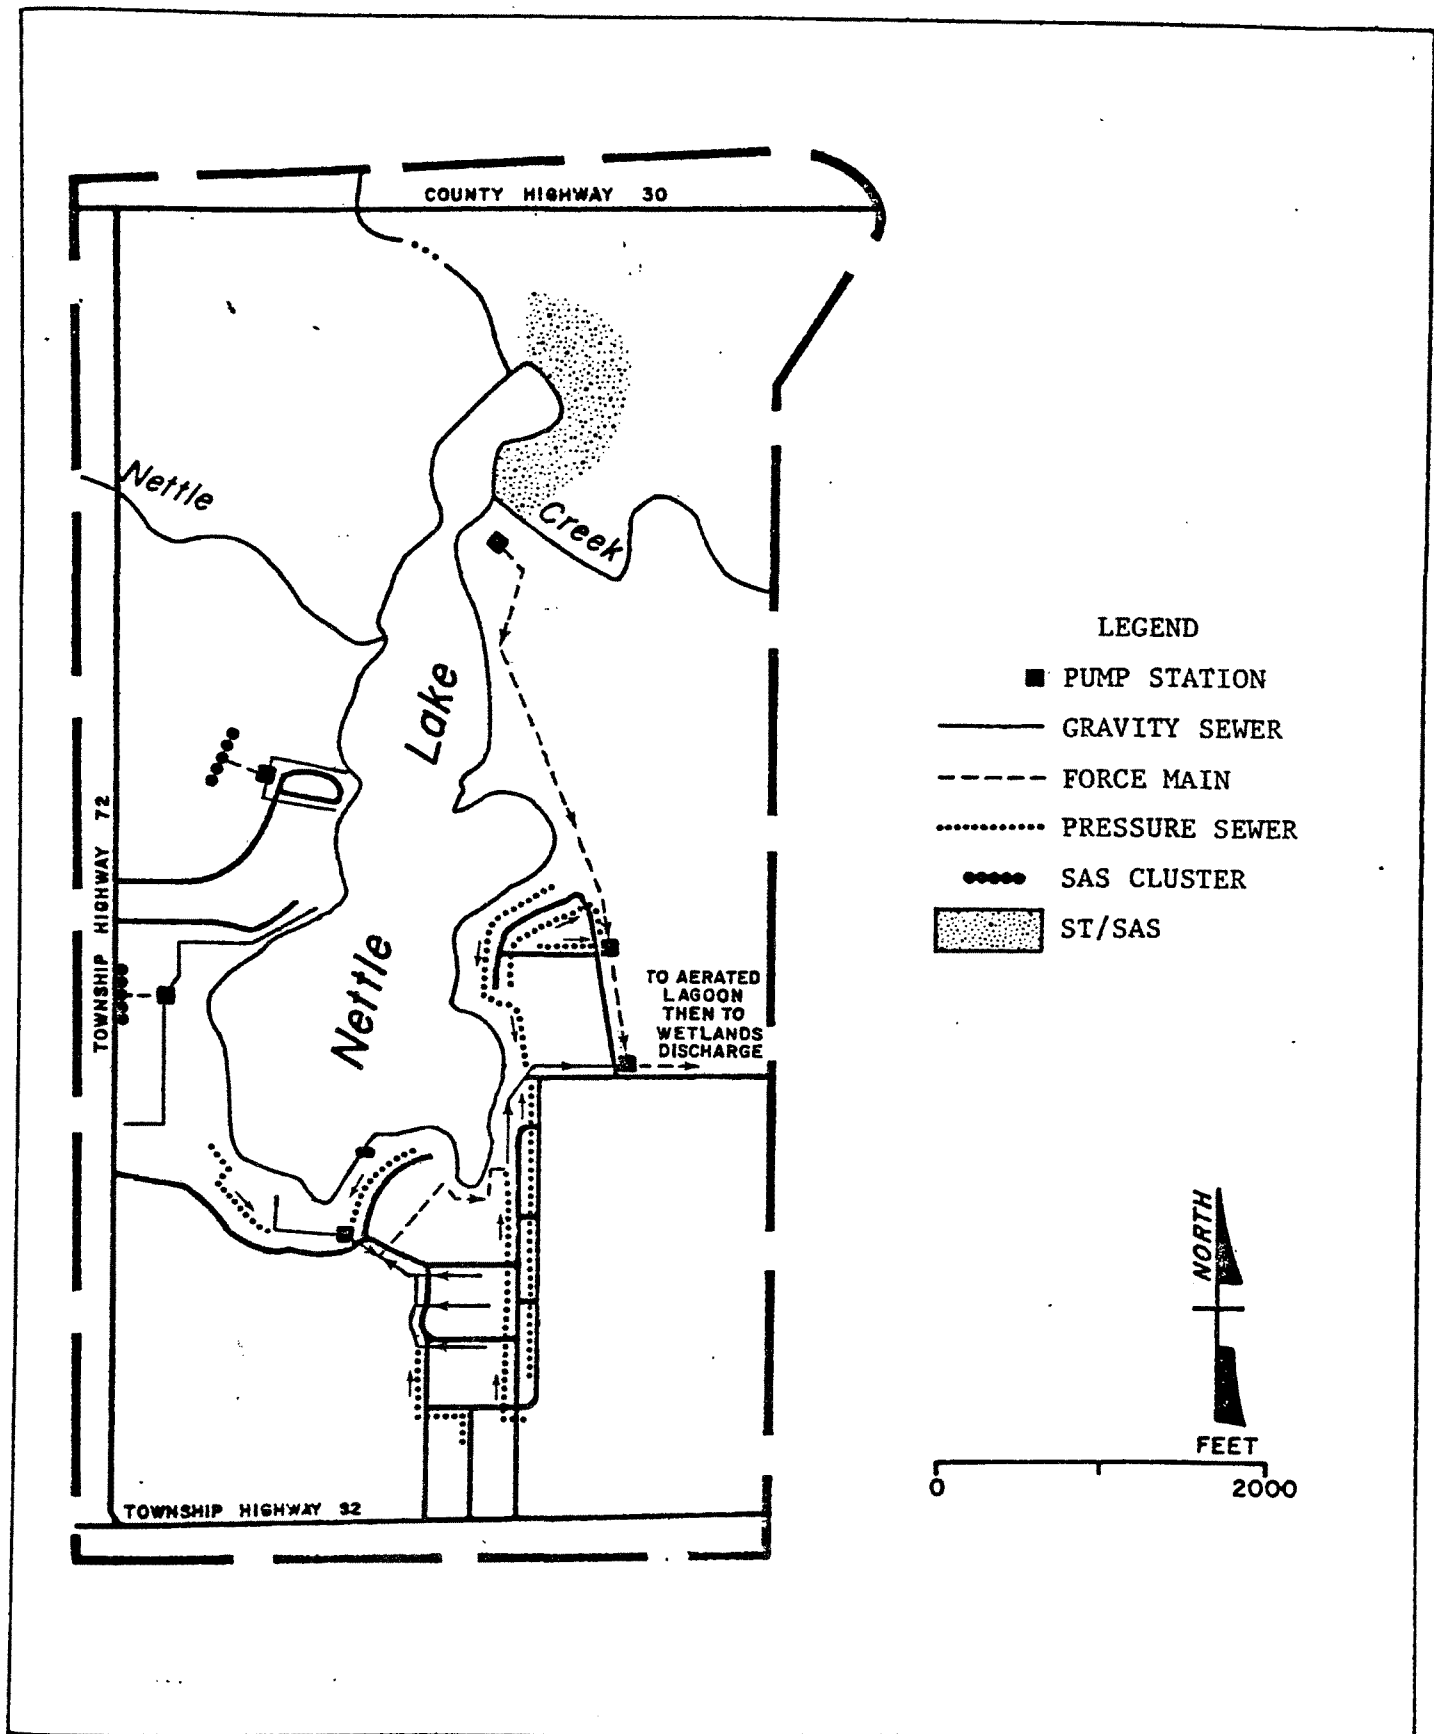 COUNTY HIGHWAY 30
Nettle
Creek
Lake
Nettle
TOWNSHIP HIGHWAY 72
TO AERATED
LAGOON
THEN TO
WETLANDS
DISCHARGE
TOWNSHIP HIGHWAY 32
LEGEND
PUMP STATION
GRAVITY SEWER
FORCE MAIN
PRESSURE SEWER
SAS CLUSTER
ST/SAS
NORTH
FEET
0 2000